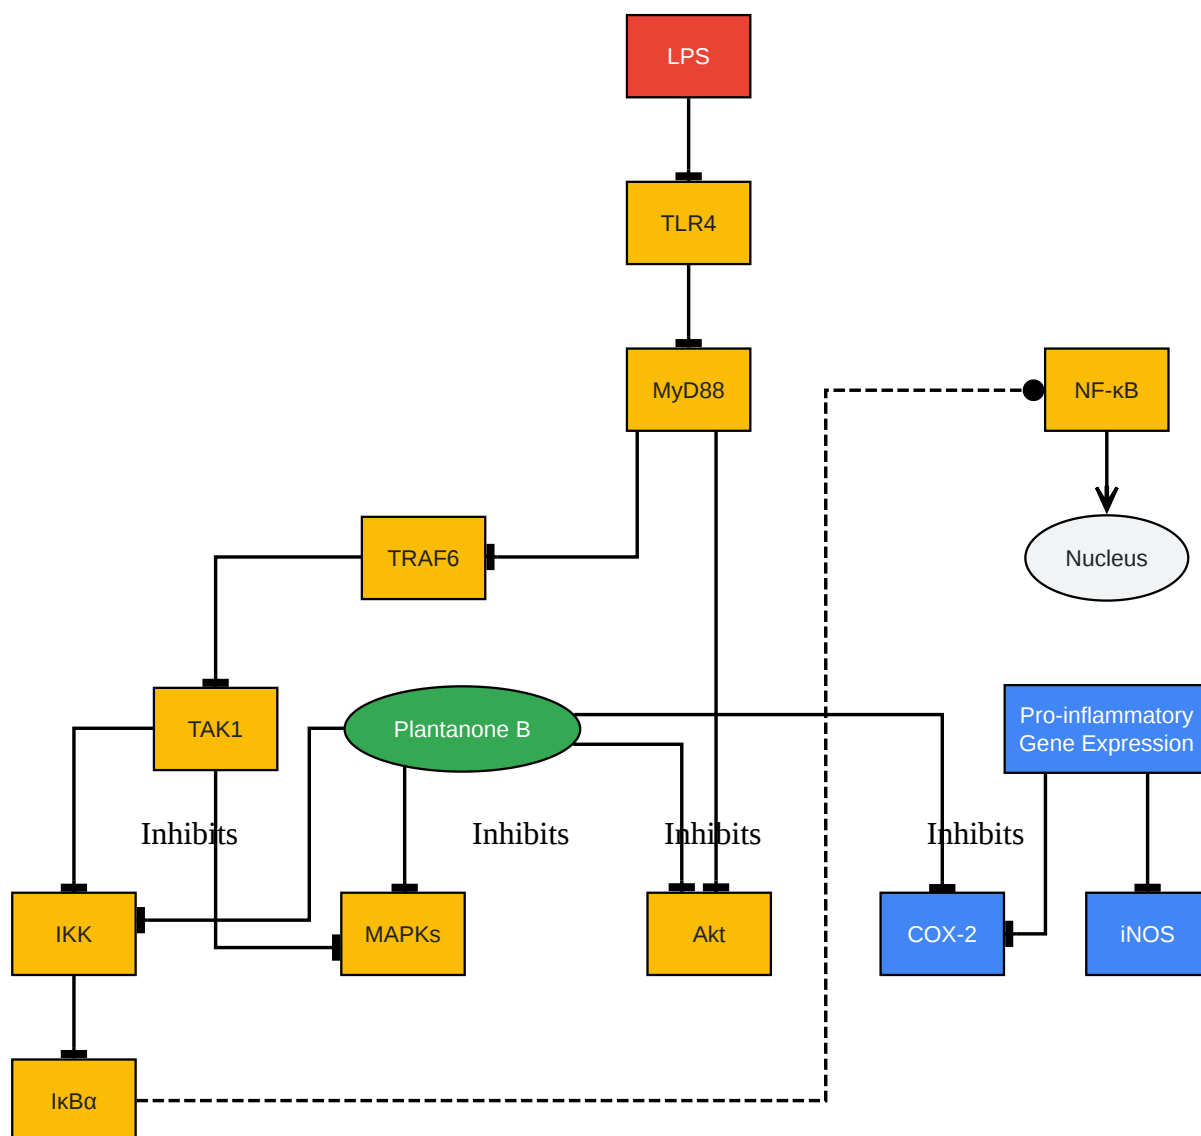 LPS
TLR4
MyD88
NF-κB
TRAF6
Nucleus
TAK1
Plantanone B
Pro-inflammatory
Gene Expression
Inhibits
Inhibits
Inhibits
Inhibits
IKK
MAPKs
Akt
COX-2
iNOS
IκBα